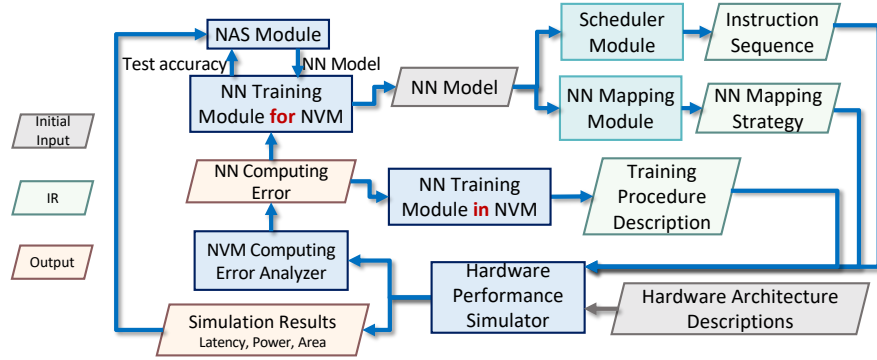 NAS Module
Test accuracy
NN Model
NN Training
Module for NVM
NN Model
Scheduler
Module
Instruction
Sequence
NN Mapping
Module
NN Mapping
Strategy
Initial
Input
IR
Output
NN Computing
Error
NN Training
Module in NVM
Training
Procedure
Description
NVM Computing
Error Analyzer
Hardware
Performance
Simulator
Hardware Architecture
Descriptions
Simulation Results
Latency, Power, Area